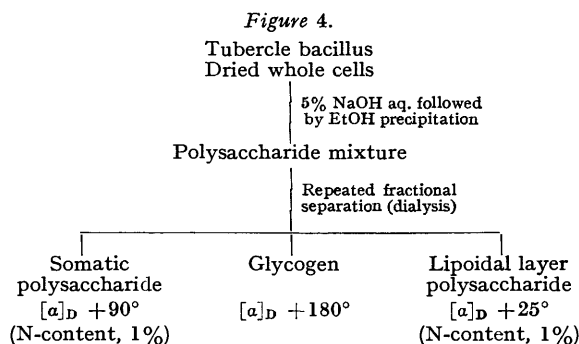 Figure 4.
Tubercle bacillus
Dried whole cells
5% NaOH aq. followed
by EtOH precipitation
Polysaccharide mixture
Repeated fractional
separation (dialysis)
Somatic
polysaccharide
[a]D +90°
(N-content, 1%)
Glycogen
[a]D +180°
Lipoidal layer
polysaccharide
[a]D +25°
(N-content, 1%)